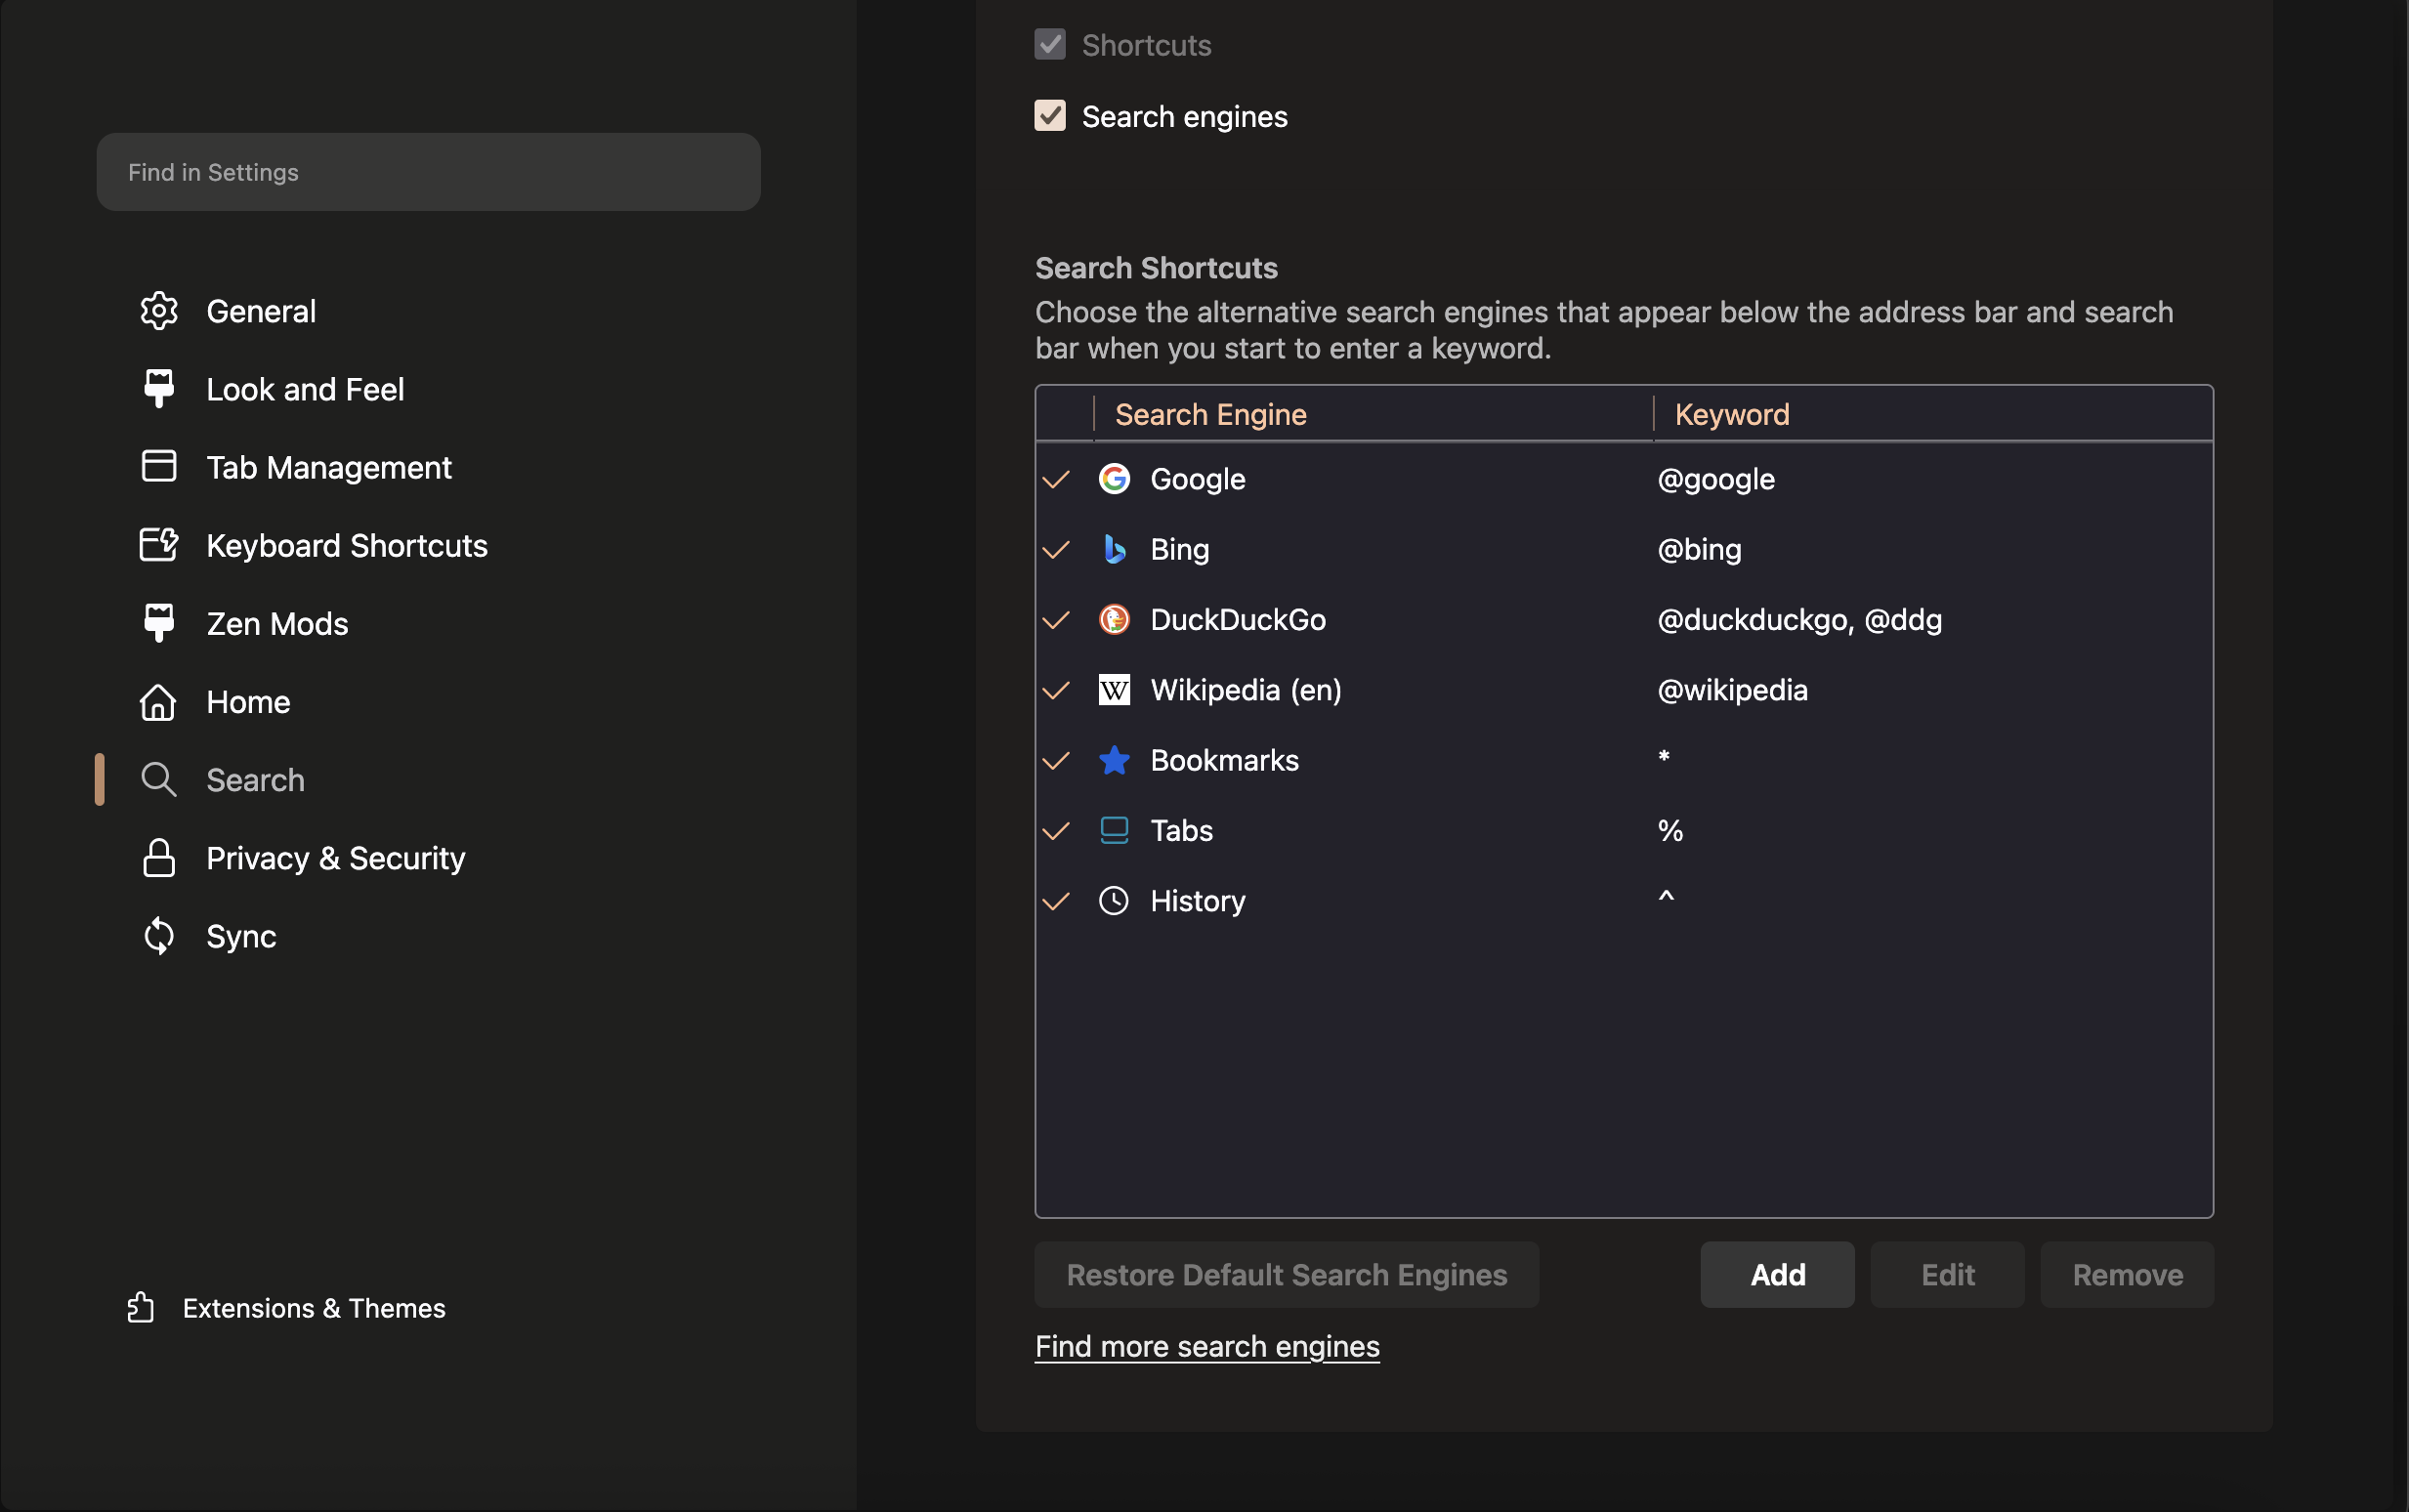 Find in Settings
General
Look and Feel
Tab Management
Keyboard Shortcuts
Zen Mods
Home
Search
Privacy & Security
Sync
Extensions & Themes
Shortcuts
Search engines
Search Shortcuts
Choose the alternative search engines that appear below the address bar and search
bar when you start to enter a keyword.
Search Engine Keyword
Google @google
Bing @bing
DuckDuckGo @duckduckgo, @ddg
Wikipedia (en) @wikipedia
Bookmarks *
Tabs %
History ^
Restore Default Search Engines Add Edit Remove
Find more search engines